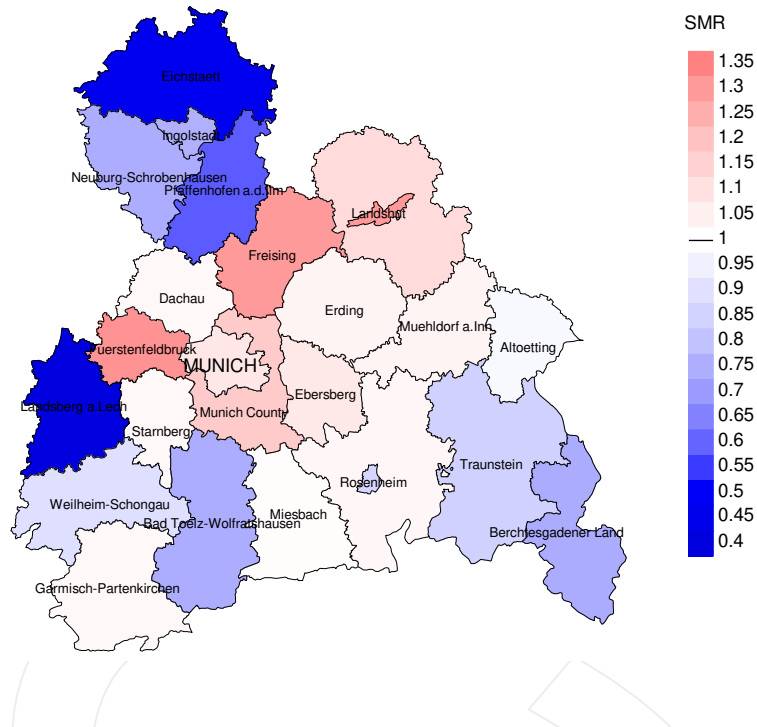 SMR
1.35
1.3
1.25
1.2
1.15
1.1
1.05
1
0.95
0.9
0.85
0.8
0.75
0.7
0.65
0.6
0.55
0.5
0.45
0.4
Eichstaett
Ingolstadt
Neuburg-Schrobenhausen
Pfaffenhofen a.d.Ilm
Landshut
Freising
Dachau
Erding
Muehldorf a.Inn
Altoetting
Fuerstenfeldbruck
MUNICH
Ebersberg
Landsberg a.Lech
Munich County
Starnberg
Traunstein
Rosenheim
Weilheim-Schongau
Miesbach
Bad Toelz-Wolfratshausen
Berchtesgadener Land
Garmisch-Partenkirchen